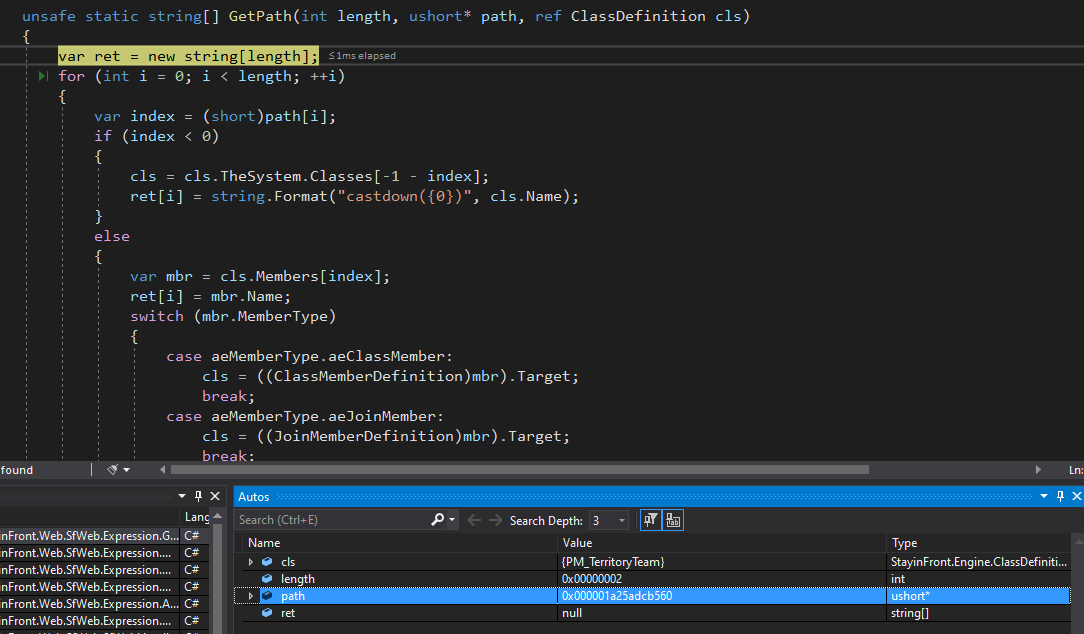 unsafe static string[] GetPath(int length, ushort* path, ref ClassDefinition cls)
{
var ret = new string[length]; ≤1ms elapsed
for (int i = 0; i < length; ++i)
{
var index = (short)path[i];
if (index < 0)
{
cls = cls.TheSystem.Classes[-1 - index];
ret[i] = string.Format("castdown({0})", cls.Name);
}
else
{
var mbr = cls.Members[index];
ret[i] = mbr.Name;
switch (mbr.MemberType)
{
case aeMemberType.aeClassMember:
cls = ((ClassMemberDefinition)mbr).Target;
break;
case aeMemberType.aeJoinMember:
cls = ((JoinMemberDefinition)mbr).Target;
break;
found
Ln:
Lang
inFront.Web.SfWeb.Expression.G... C#
inFront.Web.SfWeb.Expression.... C#
inFront.Web.SfWeb.Expression.... C#
inFront.Web.SfWeb.Expression.... C#
inFront.Web.SfWeb.Expression.A... C#
inFront.Web.SfWeb.Expression.... C#
Autos
Search (Ctrl+E) Search Depth: 3
Name Value Type
cls {PM_TerritoryTeam} StayinFront.Engine.ClassDefiniti...
length 0x00000002 int
path 0x000001a25adcb560 ushort*
ret null string[]